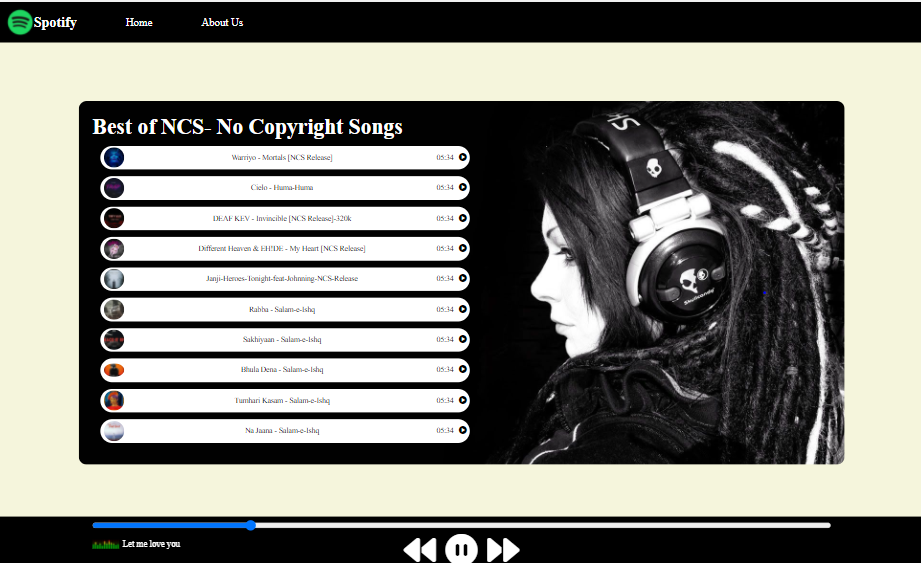 Spotify Home About Us
Best of NCS- No Copyright Songs
Warriyo - Mortals [NCS Release] 05:34
Cielo - Huma-Huma 05:34
DEAF KEV - Invincible [NCS Release]-320k 05:34
Different Heaven & EH!DE - My Heart [NCS Release] 05:34
Janji-Heroes-Tonight-feat-Johnning-NCS-Release 05:34
Rabba - Salam-e-Ishq 05:34
Sakhiyaan - Salam-e-Ishq 05:34
Bhula Dena - Salam-e-Ishq 05:34
Tumhari Kasam - Salam-e-Ishq 05:34
Na Jaana - Salam-e-Ishq 05:34
Skullcandy
Let me love you